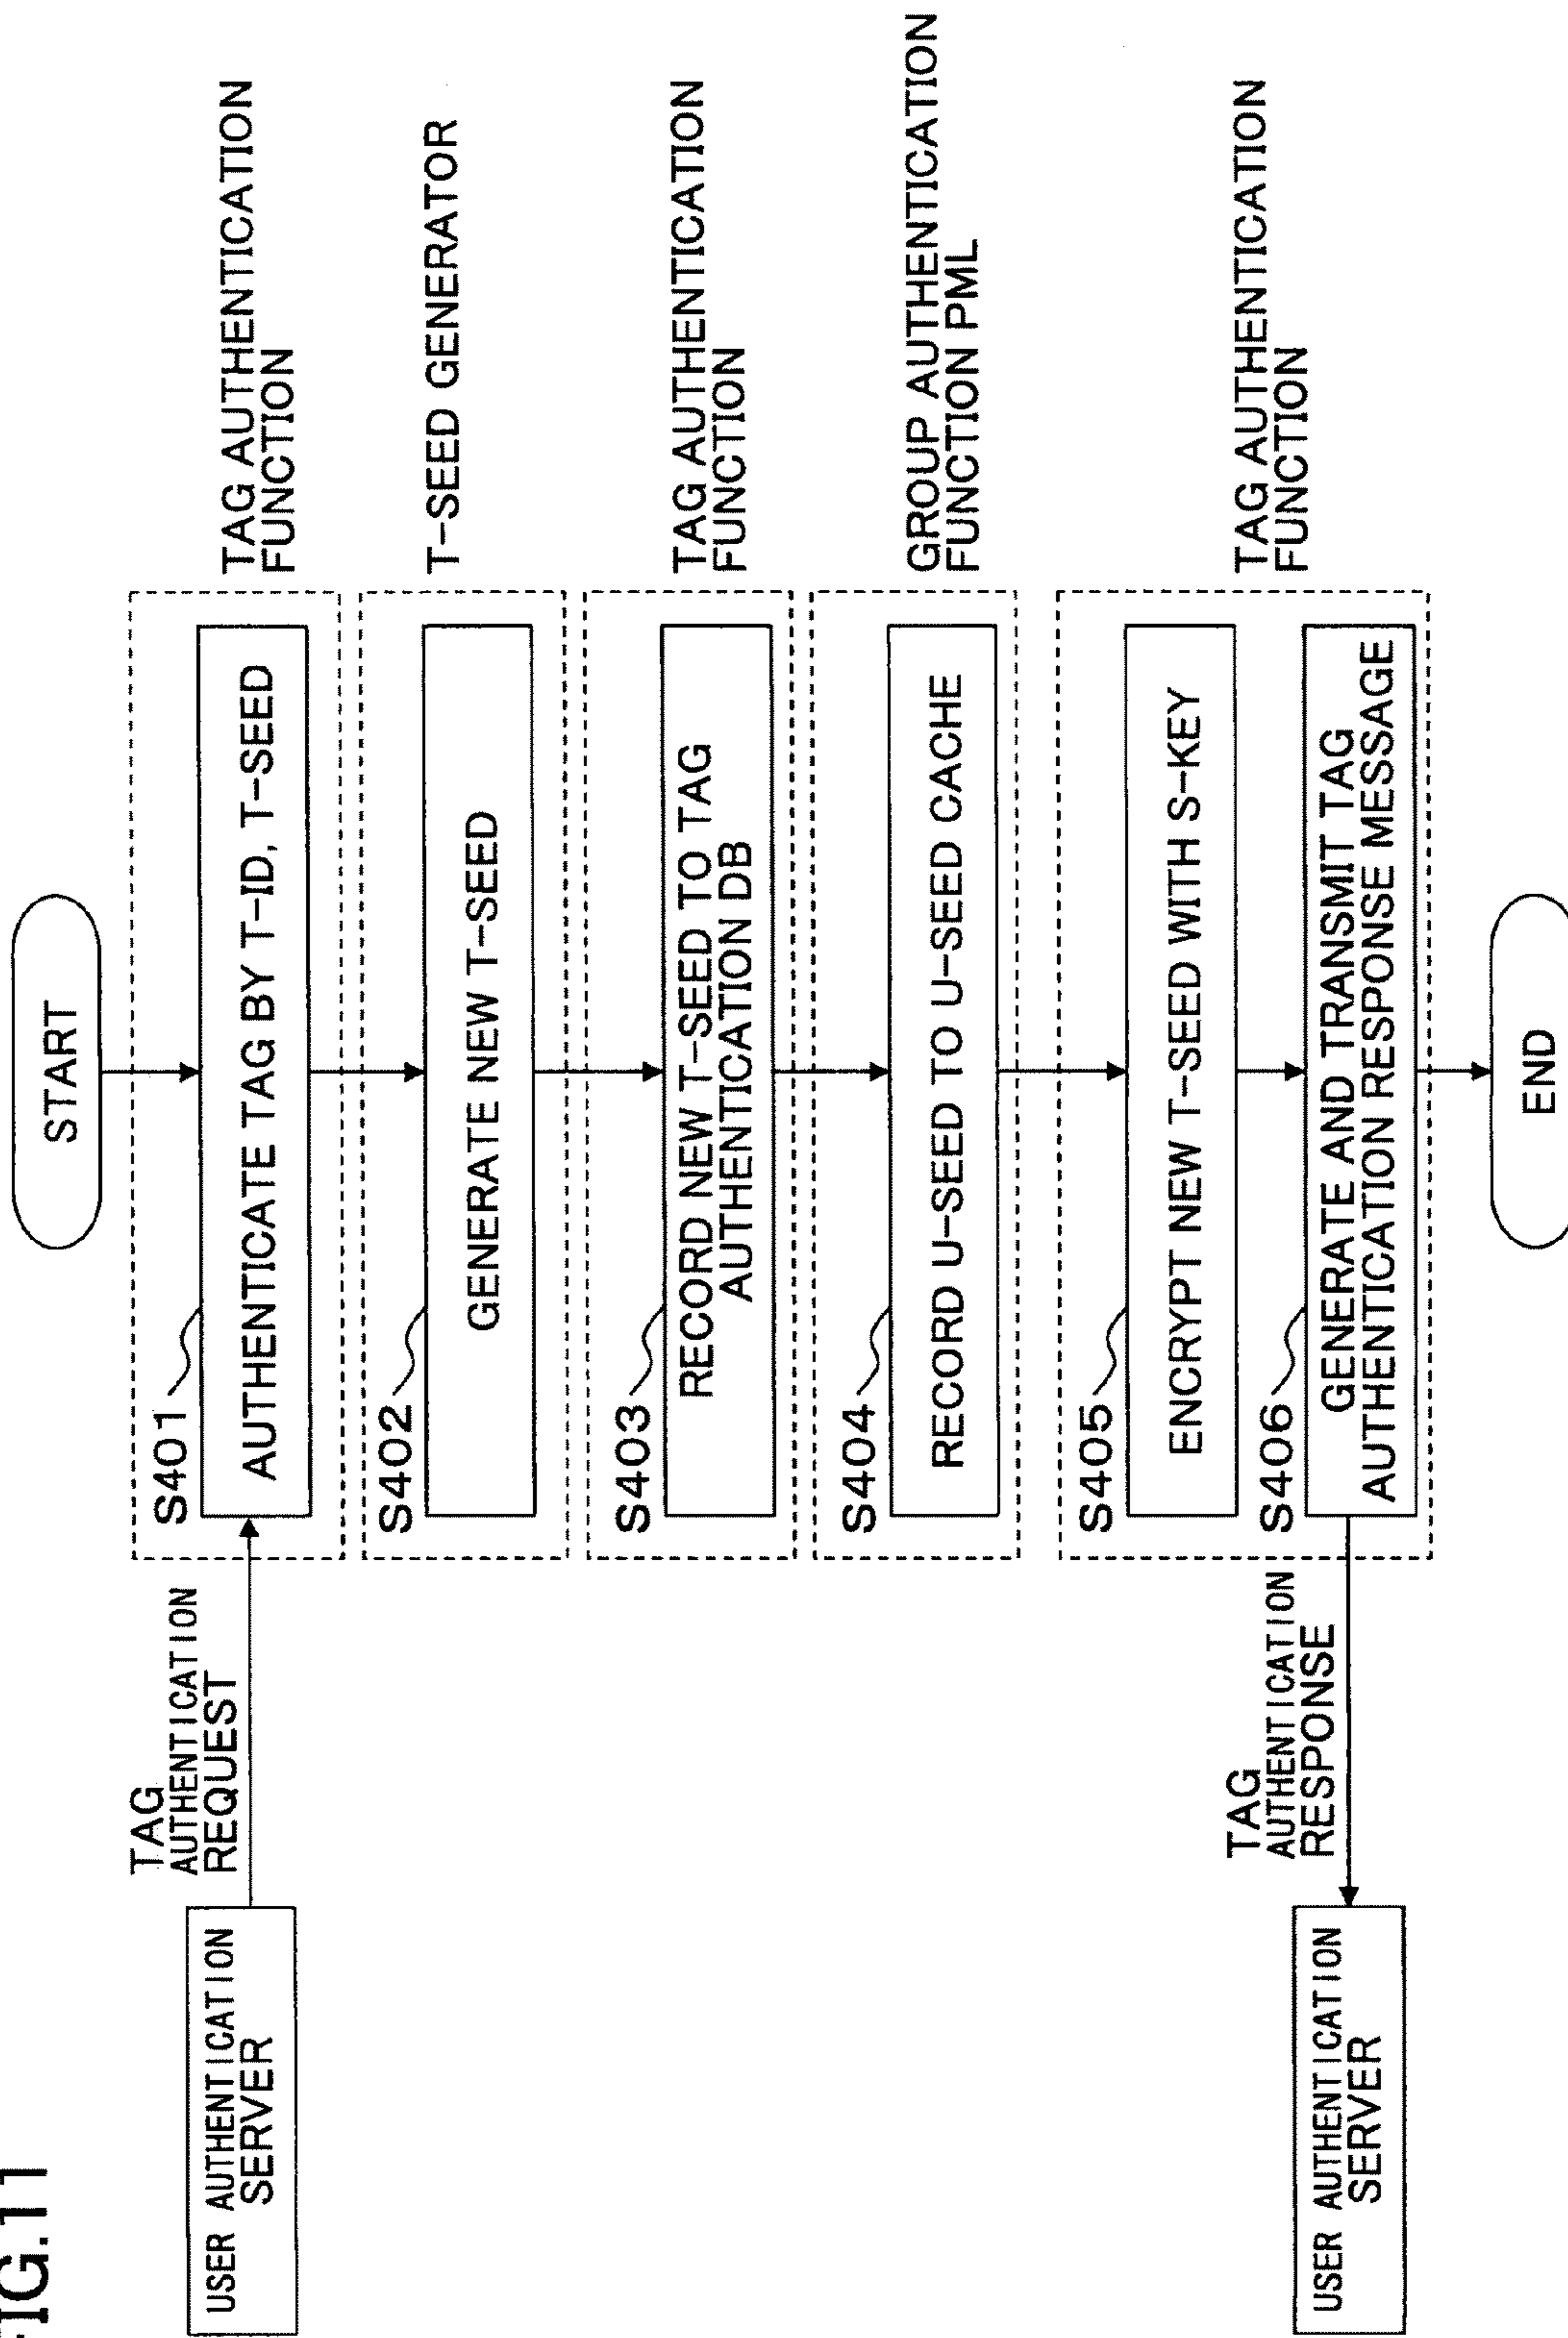 FIG.11
START
USER AUTHENTICATION
SERVER
TAG
AUTHENTICATION
REQUEST
S401
AUTHENTICATE TAG BY T-ID, T-SEED
TAG AUTHENTICATION
FUNCTION
S402
GENERATE NEW T-SEED
T-SEED GENERATOR
S403
RECORD NEW T-SEED TO TAG
AUTHENTICATION DB
TAG AUTHENTICATION
FUNCTION
S404
RECORD U-SEED TO U-SEED CACHE
GROUP AUTHENTICATION
FUNCTION PML
S405
ENCRYPT NEW T-SEED WITH S-KEY
TAG AUTHENTICATION
FUNCTION
S406
GENERATE AND TRANSMIT TAG
AUTHENTICATION RESPONSE MESSAGE
TAG
AUTHENTICATION
RESPONSE
USER AUTHENTICATION
SERVER
END